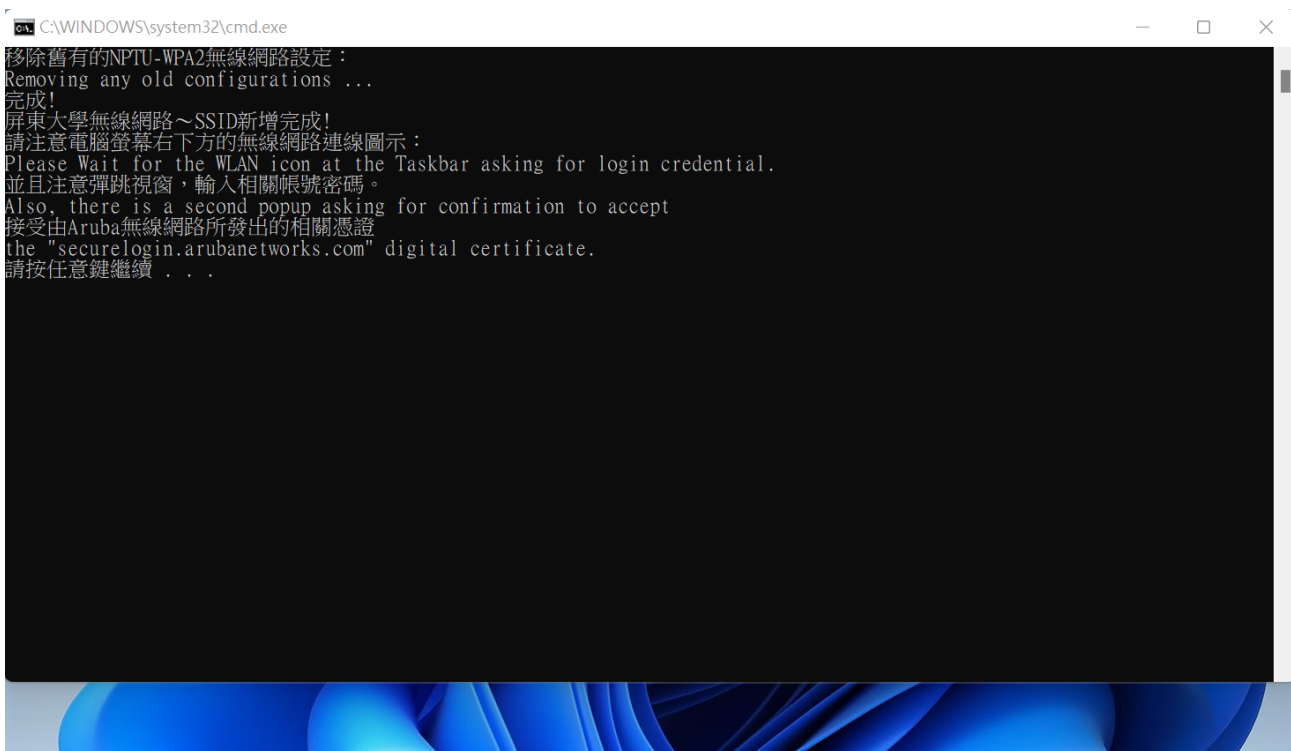 C:\WINDOWS\system32\cmd.exe
移除舊有的NPTU-WPA2無線網路設定：
Removing any old configurations ...
完成!
屏東大學無線網路～SSID新增完成!
請注意電腦螢幕右下方的無線網路連線圖示：
Please Wait for the WLAN icon at the Taskbar asking for login credential.
並且注意彈跳視窗，輸入相關帳號密碼。
Also, there is a second popup asking for confirmation to accept
接受由Aruba無線網路所發出的相關憑證
the "securelogin.arubanetworks.com" digital certificate.
請按任意鍵繼續 . . .